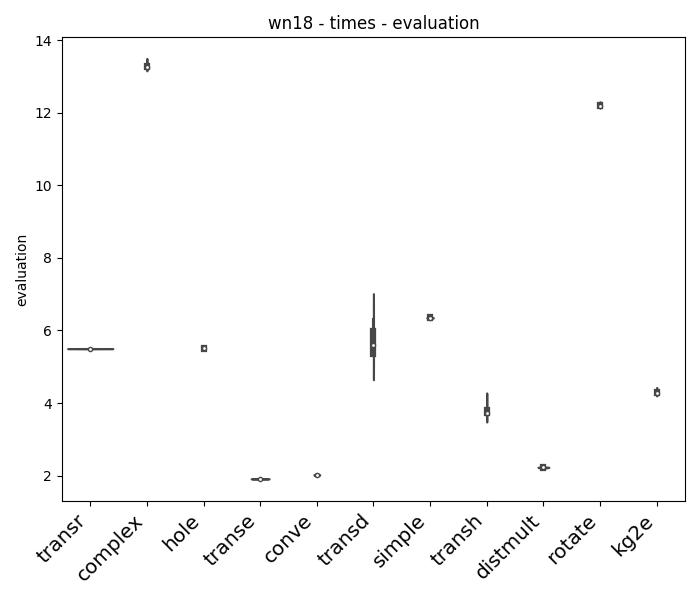 wn18 - times - evaluation
evaluation
14
12
10
8
6
4
2
transr
complex
hole
transe
conve
transd
simple
transh
distmult
rotate
kg2e